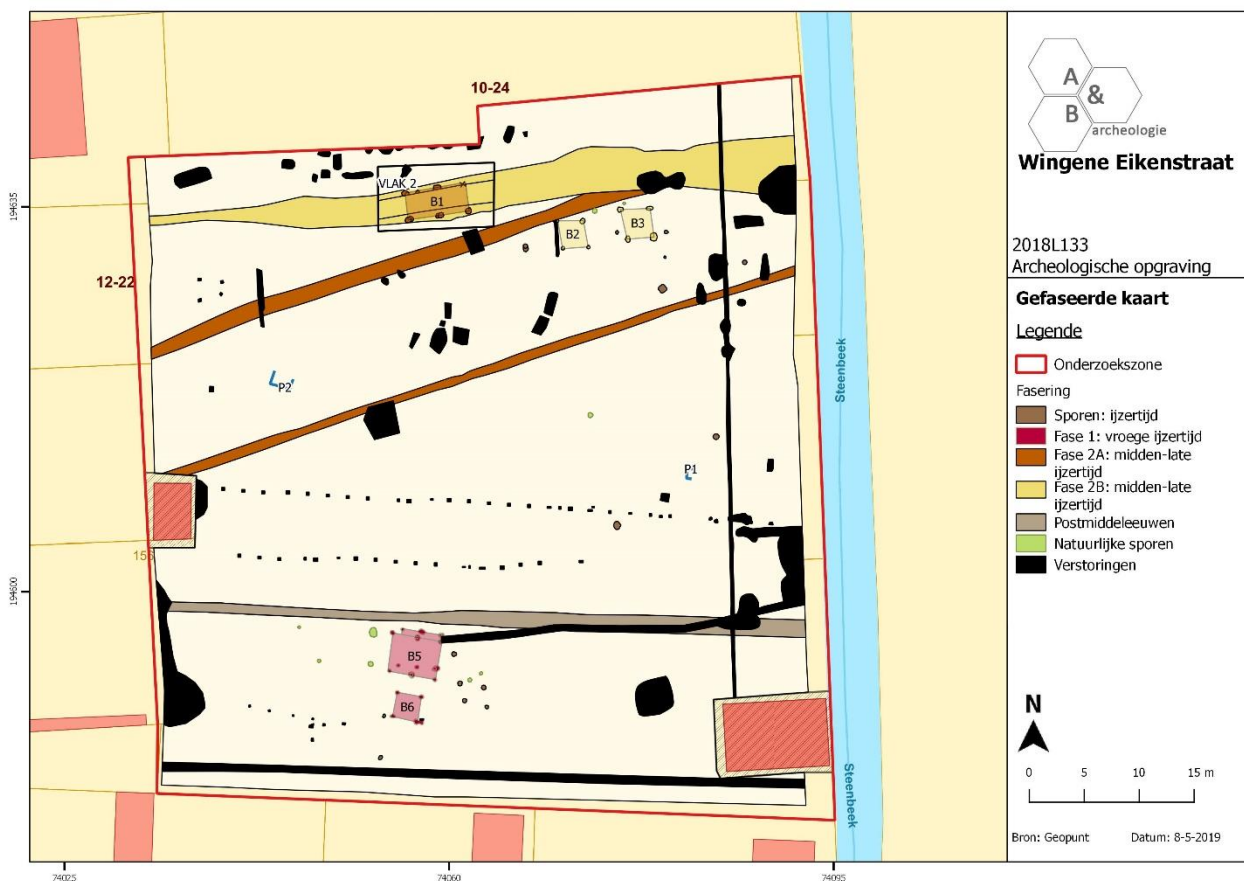 10-24
VLAK_2
B1
B2
B3
12-22
P2
P1
B5
B6
Steenbeek
Steenbeek
194635
194600
74025
74060
74095
A
&
B
archeologie
Wingene Eikenstraat
2018L133
Archeologische opgraving
Gefaseerde kaart
Legende
Onderzoekszone
Fasering
Sporen: ijzertijd
Fase 1: vroege ijzertijd
Fase 2A: midden-late
ijzertijd
Fase 2B: midden-late
ijzertijd
Postmiddeleeuwen
Natuurlijke sporen
Verstoringen
N
0 5 10 15 m
Bron: Geopunt Datum: 8-5-2019